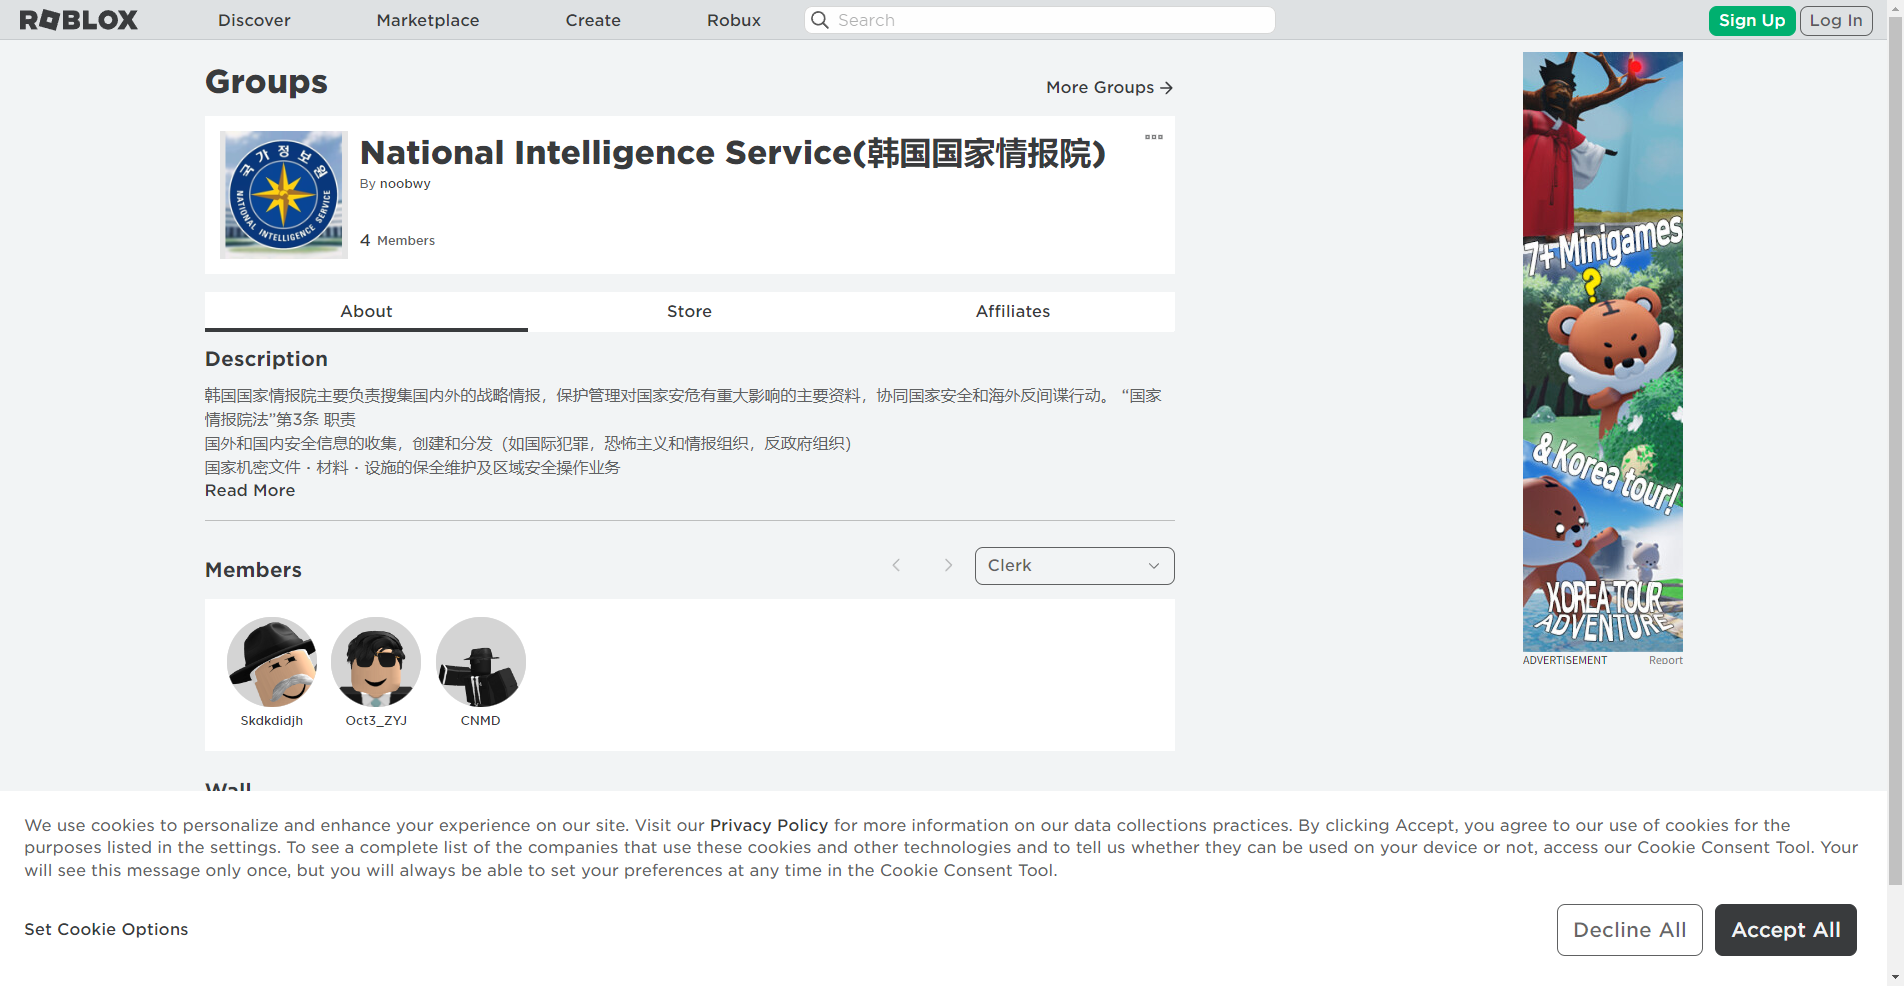 ROBLOX
Discover
Marketplace
Create
Robux
Search
Sign Up
Log In
Groups
More Groups
National Intelligence Service(韩国国家情报院)
By noobwy
4 Members
국가정보원
NATIONAL INTELLIGENCE SERVICE
About
Store
Affiliates
Description
韩国国家情报院主要负责搜集国内外的战略情报，保护管理对国家安危有重大影响的主要资料，协同国家安全和海外反间谍行动。 “国家
情报院法”第3条 职责
国外和国内安全信息的收集，创建和分发（如国际犯罪，恐怖主义和情报组织，反政府组织）
国家机密文件・材料・设施的保全维护及区域安全操作业务
Read More
Members
Clerk
Skdkdidjh
Oct3_ZYJ
CNMD
Wall
7+ Minigames
?
& Korea tour!
KOREA TOUR
ADVENTURE
ADVERTISEMENT
Report
We use cookies to personalize and enhance your experience on our site. Visit our Privacy Policy for more information on our data collections practices. By clicking Accept, you agree to our use of cookies for the
purposes listed in the settings. To see a complete list of the companies that use these cookies and other technologies and to tell us whether they can be used on your device or not, access our Cookie Consent Tool. Your
will see this message only once, but you will always be able to set your preferences at any time in the Cookie Consent Tool.
Set Cookie Options
Decline All
Accept All